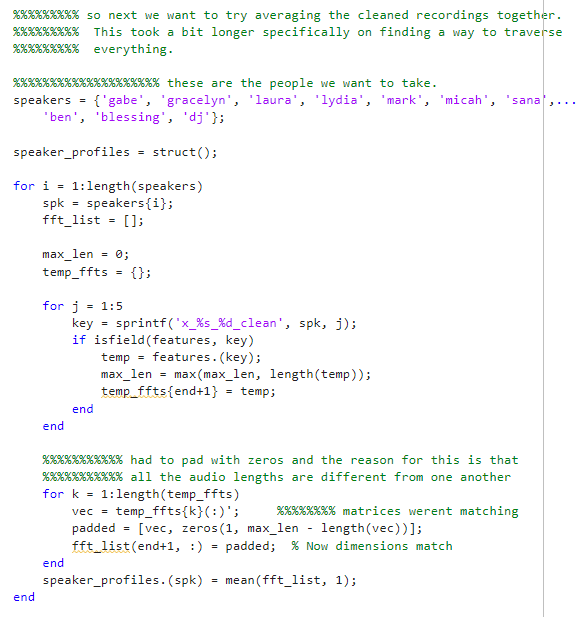 %%%%%%%%% so next we want to try averaging the cleaned recordings together.
%%%%%%%%%  This took a bit longer specifically on finding a way to traverse
%%%%%%%%%  everything.
%%%%%%%%%%%%%%%%%%%% these are the people we want to take.
speakers = {'gabe', 'gracelyn', 'laura', 'lydia', 'mark', 'micah', 'sana',...
    'ben', 'blessing', 'dj'};
speaker_profiles = struct();
for i = 1:length(speakers)
    spk = speakers{i};
    fft_list = [];
    max_len = 0;
    temp_ffts = {};
    for j = 1:5
        key = sprintf('x_%s_%d_clean', spk, j);
        if isfield(features, key)
            temp = features.(key);
            max_len = max(max_len, length(temp));
            temp_ffts{end+1} = temp;
        end
    end
    %%%%%%%%%%% had to pad with zeros and the reason for this is that
    %%%%%%%%%%% all the audio lengths are different from one another
    for k = 1:length(temp_ffts)
        vec = temp_ffts{k}(:)';     %%%%%%%% matrices werent matching
        padded = [vec, zeros(1, max_len - length(vec))];
        fft_list(end+1, :) = padded;  % Now dimensions match
    end
    speaker_profiles.(spk) = mean(fft_list, 1);
end